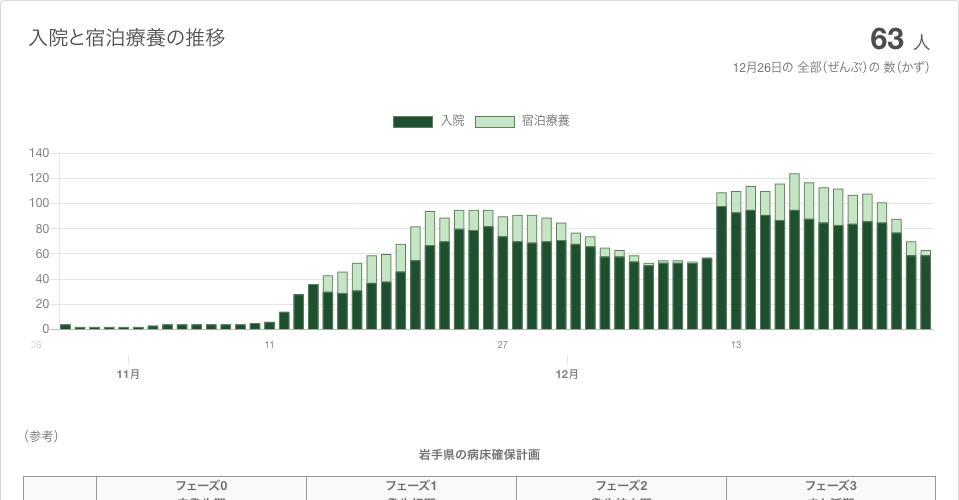 入院と宿泊療養の推移
63 人
12月26日の 全部（ぜんぶ）の 数（かず）
入院 宿泊療養
140
120
100
80
60
40
20
0
26 11 27 13
11月 12月
（参考）
岩手県の病床確保計画
フェーズ0 フェーズ1 フェーズ2 フェーズ3